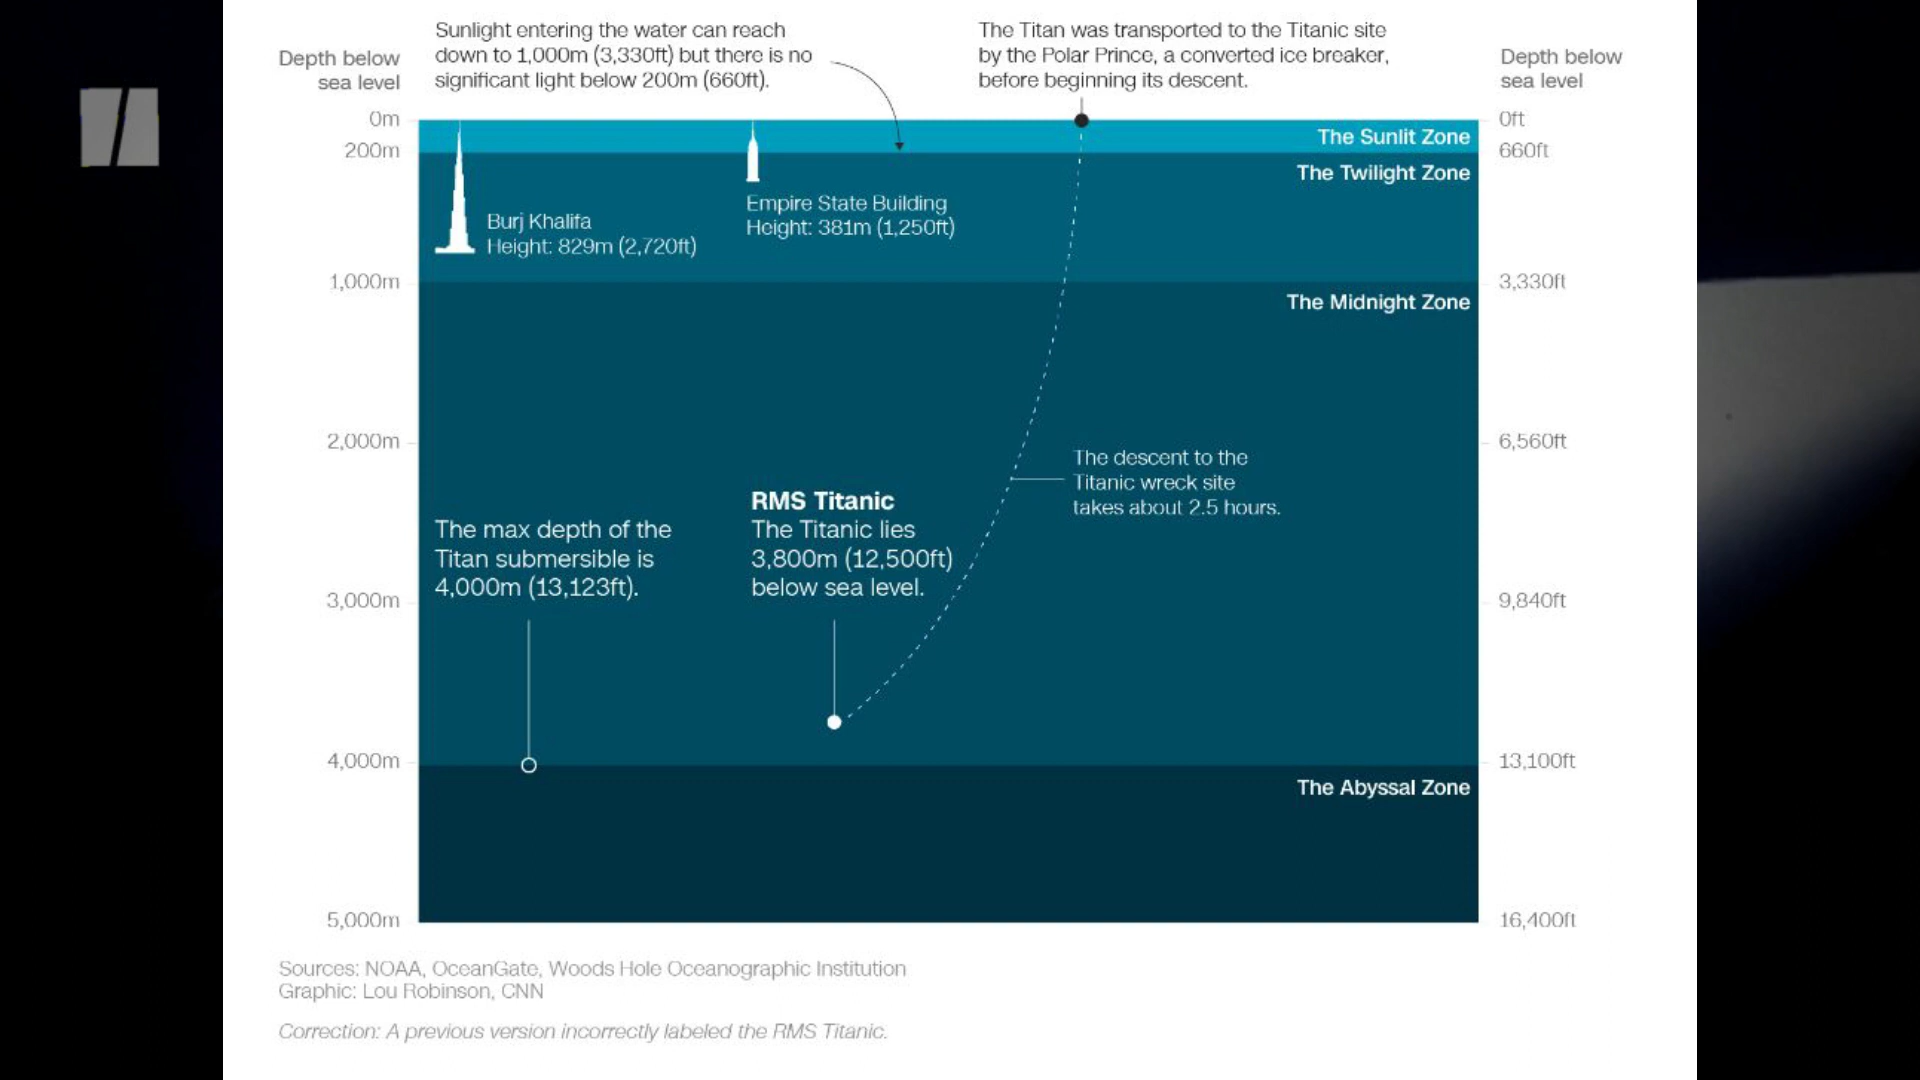 Sunlight entering the water can reach
down to 1,000m (3,330ft) but there is no
significant light below 200m (660ft).
The Titan was transported to the Titanic site
by the Polar Prince, a converted ice breaker,
before beginning its descent.
Depth below
sea level
Depth below
sea level
0m
0ft
The Sunlit Zone
200m
660ft
The Twilight Zone
Burj Khalifa
Height: 829m (2,720ft)
Empire State Building
Height: 381m (1,250ft)
1,000m
3,330ft
The Midnight Zone
2,000m
6,560ft
The descent to the
Titanic wreck site
takes about 2.5 hours.
The max depth of the
Titan submersible is
4,000m (13,123ft).
RMS Titanic
The Titanic lies
3,800m (12,500ft)
below sea level.
3,000m
9,840ft
4,000m
13,100ft
The Abyssal Zone
5,000m
16,400ft
Sources: NOAA, OceanGate, Woods Hole Oceanographic Institution
Graphic: Lou Robinson, CNN
Correction: A previous version incorrectly labeled the RMS Titanic.